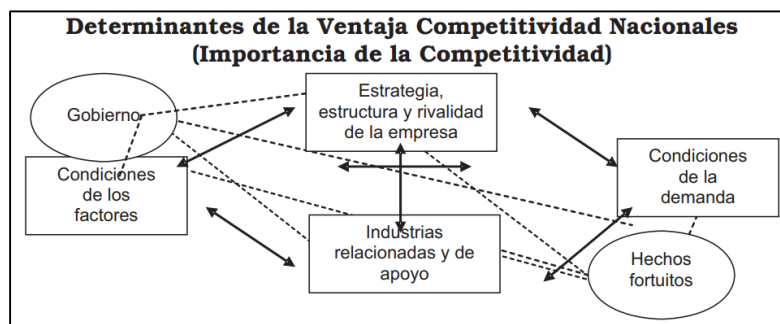 Determinantes de la Ventaja Competitividad Nacionales
(Importancia de la Competitividad)
Gobierno
Estrategia,
estructura y rivalidad
de la empresa
Condiciones
de los
factores
Condiciones
de la
demanda
Industrias
relacionadas y de
apoyo
Hechos
fortuitos